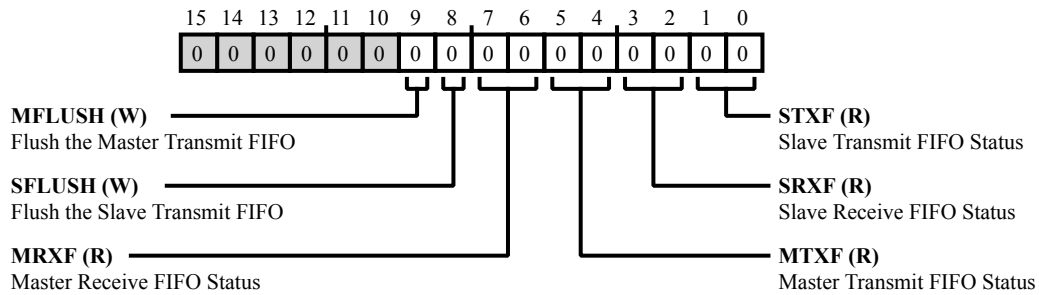 15 14 13 12 11 10 9 8 7 6 5 4 3 2 1 0
0 0 0 0 0 0 0 0 0 0 0 0 0 0 0 0
MFLUSH (W)
Flush the Master Transmit FIFO
STXF (R)
Slave Transmit FIFO Status
SFLUSH (W)
Flush the Slave Transmit FIFO
SRXF (R)
Slave Receive FIFO Status
MRXF (R)
Master Receive FIFO Status
MTXF (R)
Master Transmit FIFO Status